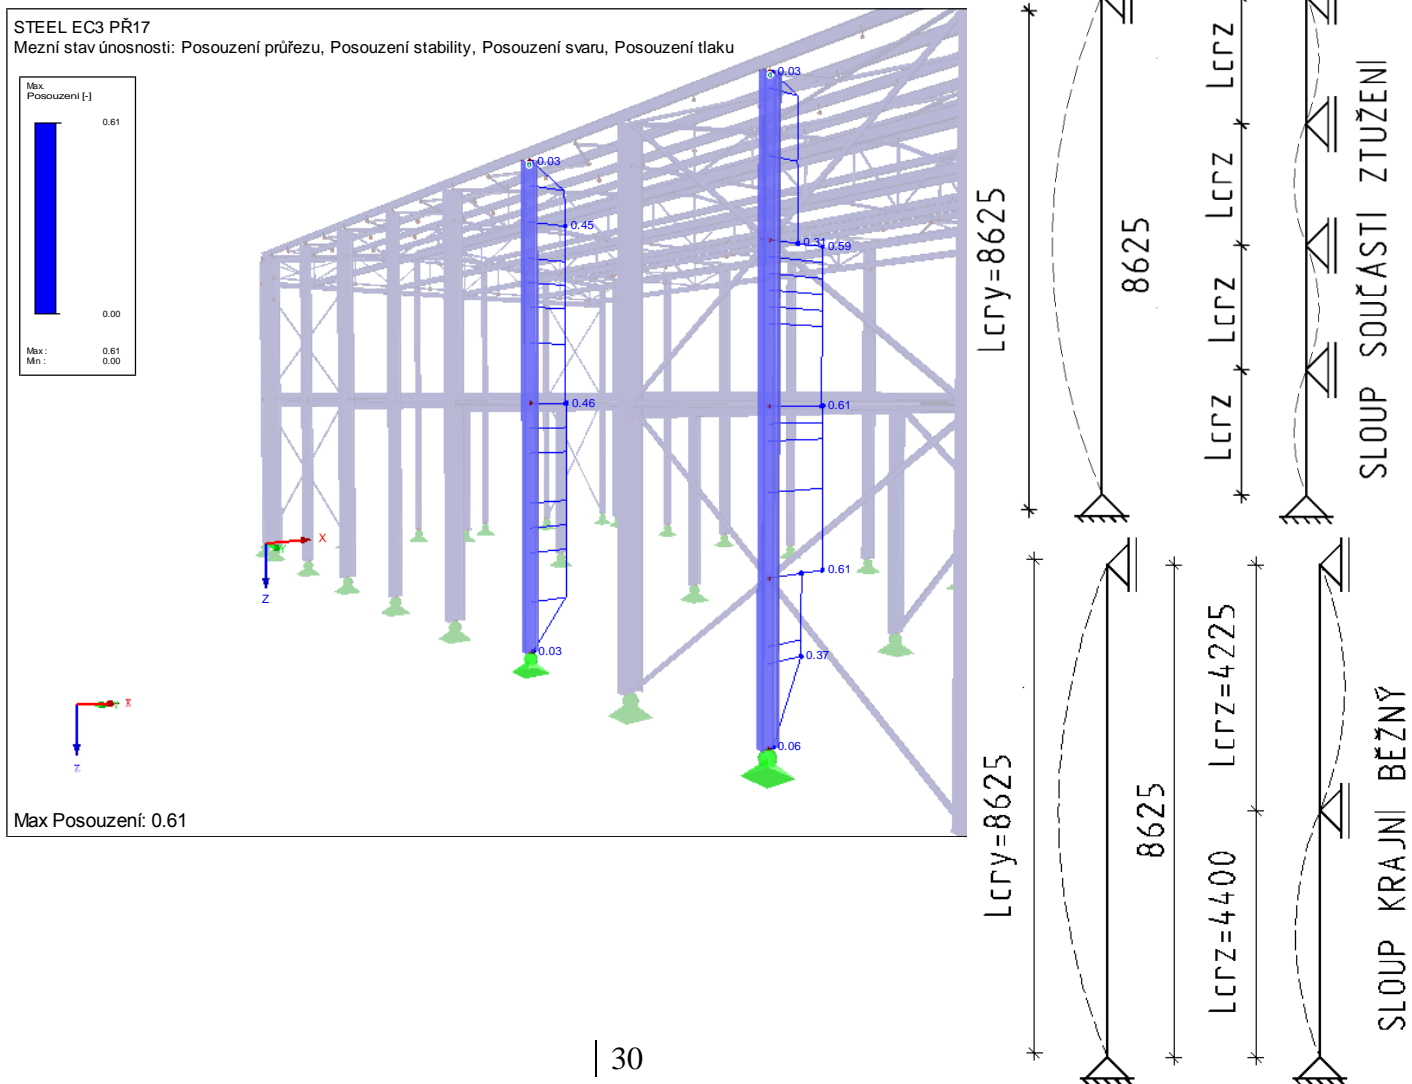 STEEL EC3 PŘ17
Mezní stav únosnosti: Posouzení průřezu, Posouzení stability, Posouzení svaru, Posouzení tlaku
Max.
Posouzení [-]
0.61
0.00
Max :
0.61
Min :
0.00
0.03
0.03
0.45
0.31
0.59
0.46
0.61
0.61
0.03
0.37
0.06
X
Y
Z
Z
Max Posouzení: 0.61
Lcry=8625
8625
Lcrz
Lcrz
Lcrz
Lcrz
SLOUP SOUČÁSTÍ ZTUŽENÍ
Lcry=8625
8625
Lcrz=4225
Lcrz=4400
SLOUP KRAJNÍ BĚŽNÝ
30